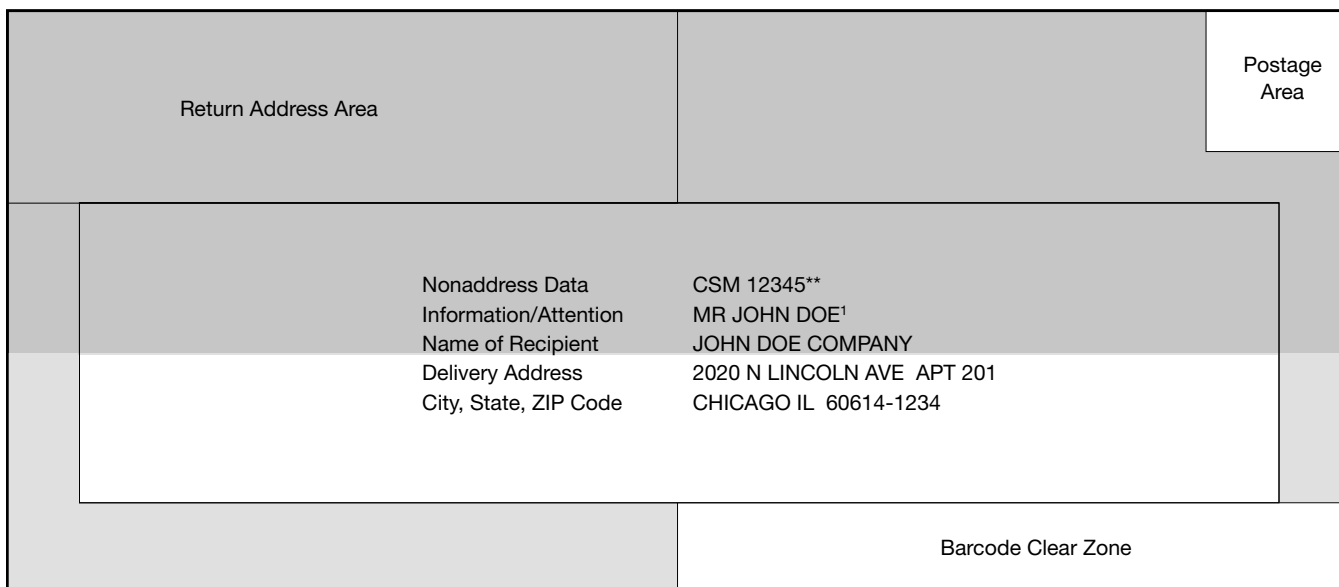 Return Address Area
Postage
Area
Nonaddress Data CSM 12345**
Information/Attention MR JOHN DOE¹
Name of Recipient JOHN DOE COMPANY
Delivery Address 2020 N LINCOLN AVE  APT 201
City, State, ZIP Code CHICAGO IL  60614-1234
Barcode Clear Zone